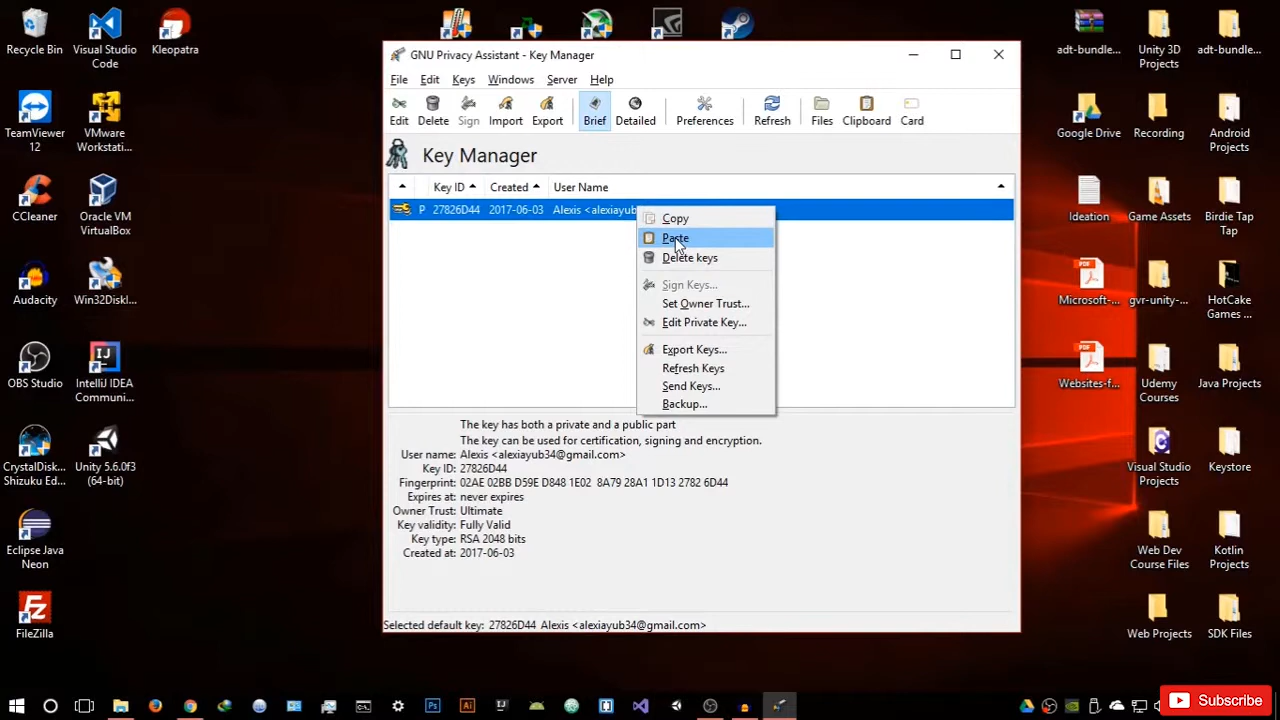 Recycle Bin
Visual Studio
Code
Kleopatra
TeamViewer
12
VMware
Workstati...
CCleaner
Oracle VM
VirtualBox
Audacity
Win32Diskl...
OBS Studio
IntelliJ IDEA
Communi...
CrystalDisk...
Shizuku Ed...
Unity 5.6.0f3
(64-bit)
Eclipse Java
Neon
FileZilla
GNU Privacy Assistant - Key Manager
File Edit Keys Windows Server Help
Edit Delete Sign Import Export Brief Detailed Preferences Refresh Files Clipboard Card
Key Manager
Key ID Created User Name
P 27826D44 2017-06-03 Alexis <alexiayub
Copy
Paste
Delete keys
Sign Keys...
Set Owner Trust...
Edit Private Key...
Export Keys...
Refresh Keys
Send Keys...
Backup...
The key has both a private and a public part
The key can be used for certification, signing and encryption.
User name: Alexis <alexiayub34@gmail.com>
Key ID: 27826D44
Fingerprint: 02AE 02BB D59E D848 1E02 8A79 28A1 1D13 2782 6D44
Expires at: never expires
Owner Trust: Ultimate
Key validity: Fully Valid
Key type: RSA 2048 bits
Created at: 2017-06-03
Selected default key: 27826D44 Alexis <alexiayub34@gmail.com>
adt-bundle...
Unity 3D
Projects
adt-bundle...
Google Drive
Recording
Android
Projects
Ideation
Game Assets
Birdie Tap
Tap
PDF
Microsoft-...
gvr-unity-...
HotCake
Games ...
PDF
Websites-f...
Udemy
Courses
Java Projects
Visual Studio
Projects
Keystore
Web Dev
Course Files
Kotlin
Projects
Web Projects
SDK Files
Ps
Ai
Subscribe